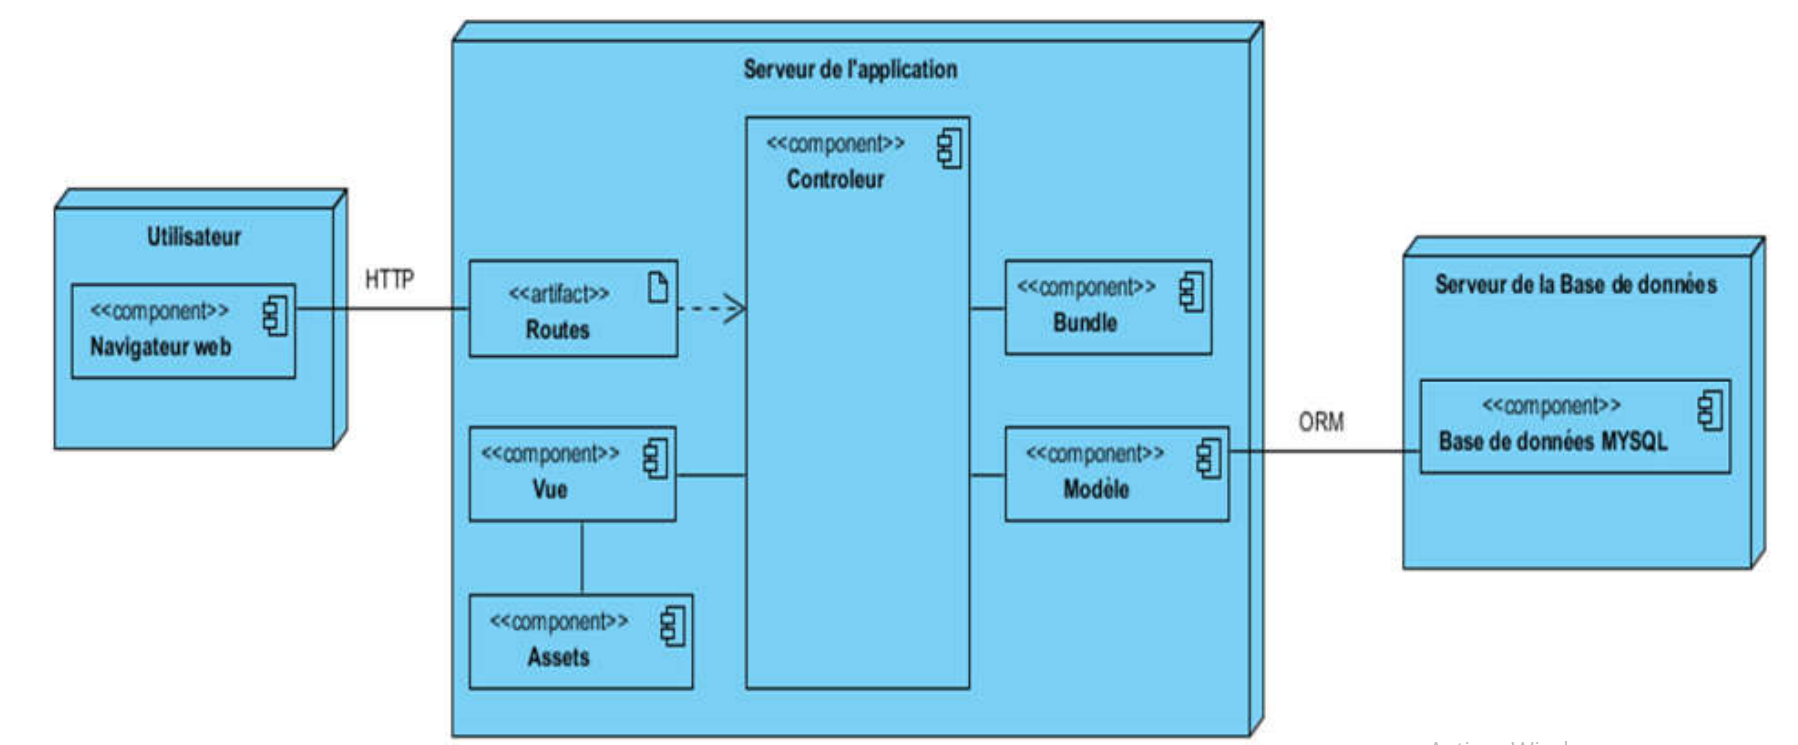 Serveur de l'application
<<component>>
Controleur
Utilisateur
<<component>>
Navigateur web
HTTP
<<artifact>>
Routes
<<component>>
Bundle
<<component>>
Vue
<<component>>
Modèle
<<component>>
Assets
ORM
Serveur de la Base de données
<<component>>
Base de données MYSQL